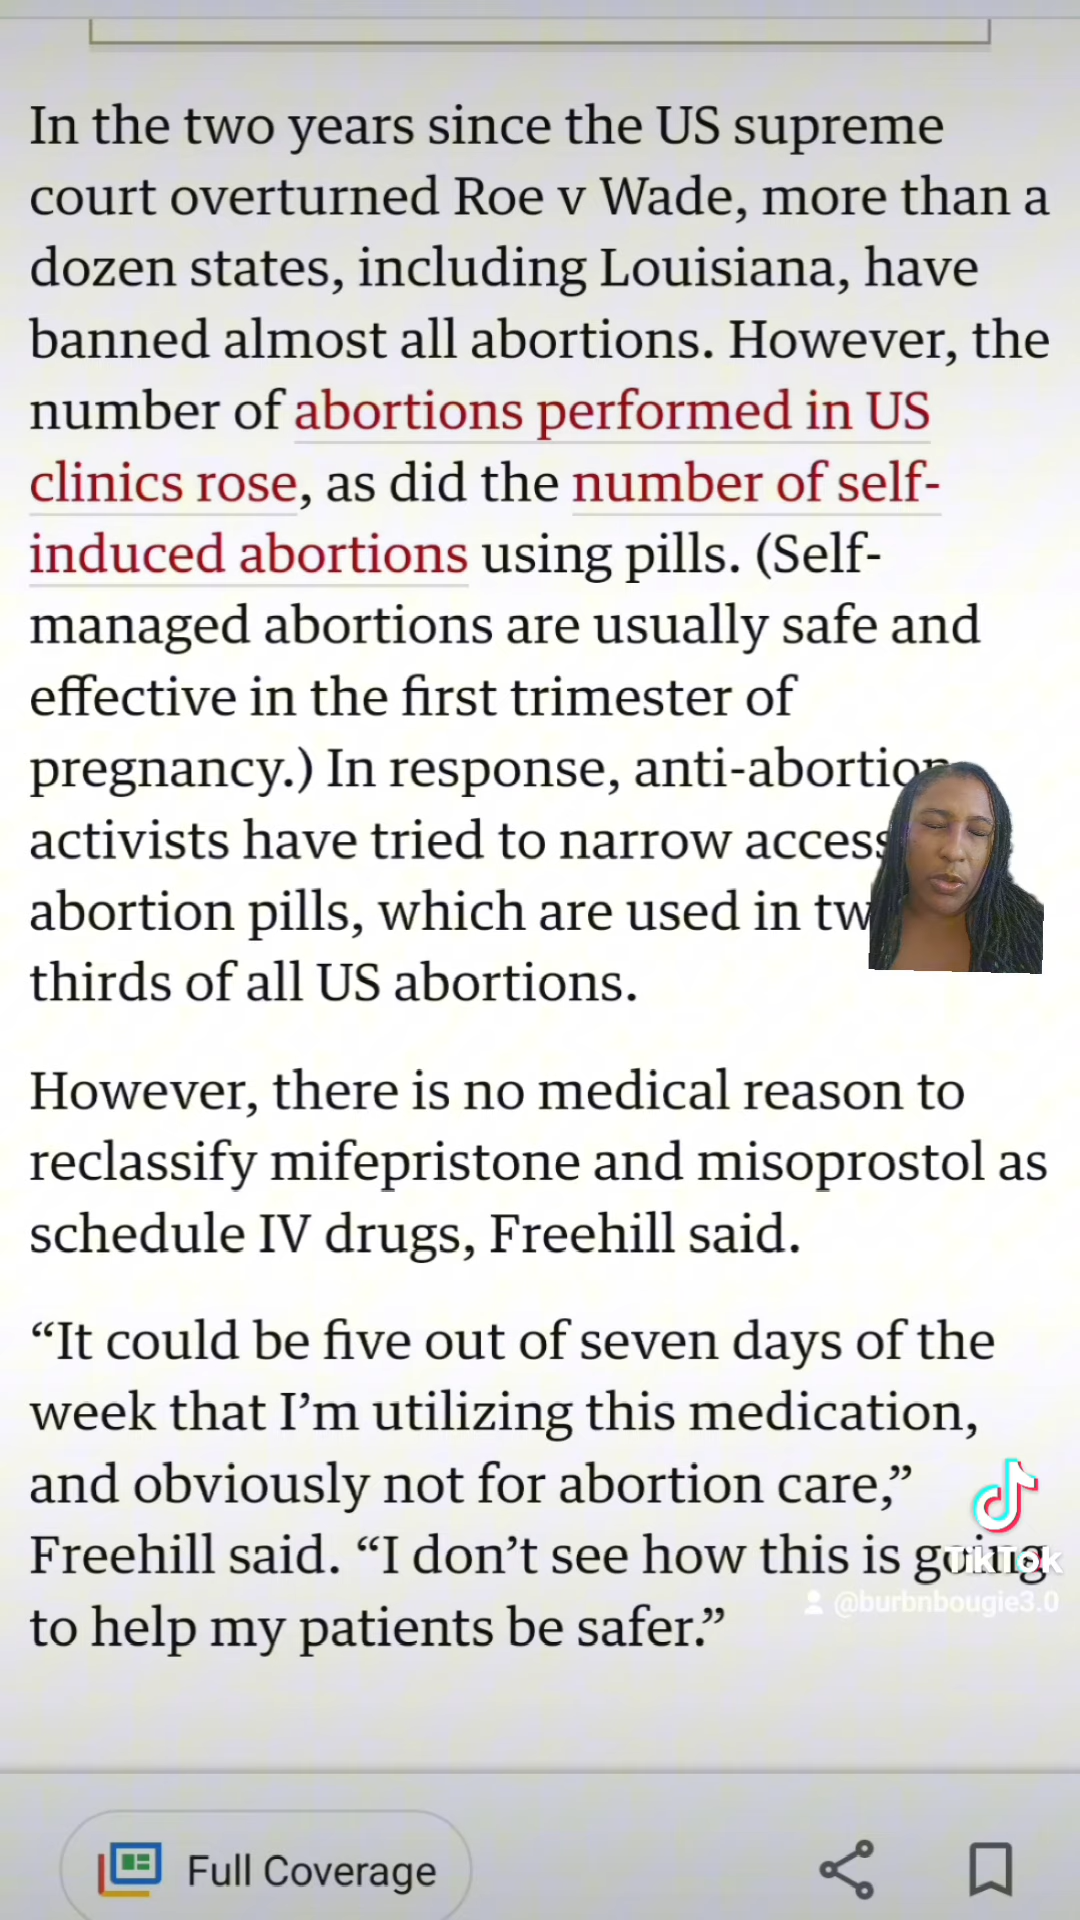 In the two years since the US supreme
court overturned Roe v Wade, more than a
dozen states, including Louisiana, have
banned almost all abortions. However, the
number of abortions performed in US
clinics rose, as did the number of self-
induced abortions using pills. (Self-
managed abortions are usually safe and
effective in the first trimester of
pregnancy.) In response, anti-abortion
activists have tried to narrow access
abortion pills, which are used in tw
thirds of all US abortions.
However, there is no medical reason to
reclassify mifepristone and misoprostol as
schedule IV drugs, Freehill said.
“It could be five out of seven days of the
week that I’m utilizing this medication,
and obviously not for abortion care,”
Freehill said. “I don’t see how this is going
to help my patients be safer.”
TikTok
@burbnbougie3.0
Full Coverage